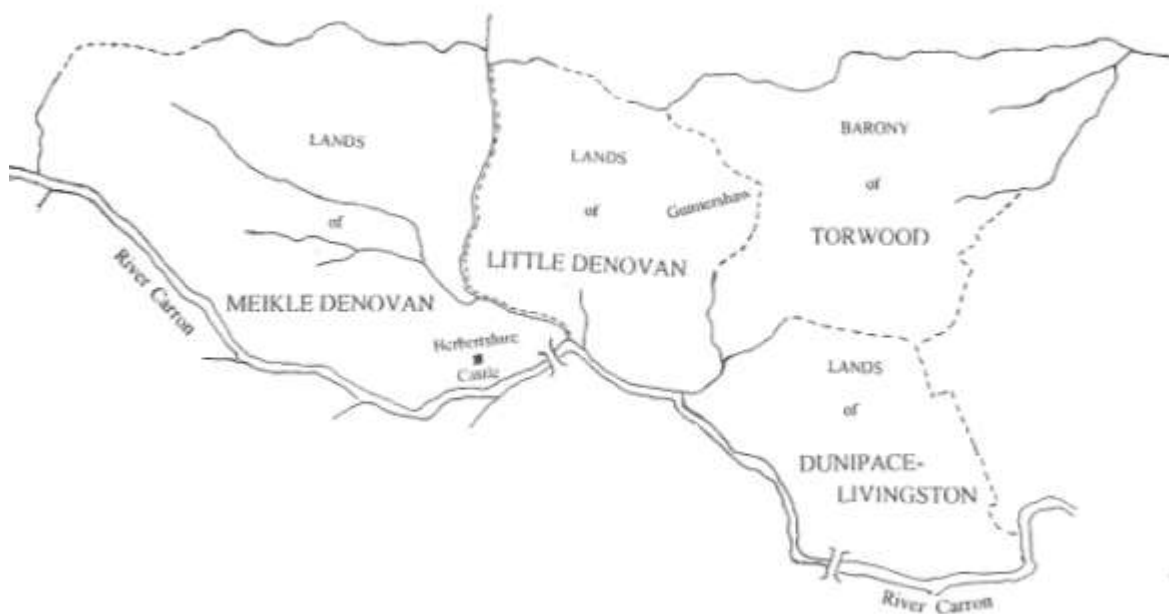 LANDS
of
MEIKLE DENOVAN
River Carron
Herbertshire
Castle
LANDS
of
LITTLE DENOVAN
Gunnershaw
BARONY
of
TORWOOD
LANDS
of
DUNIPACE-
LIVINGSTON
River Carron